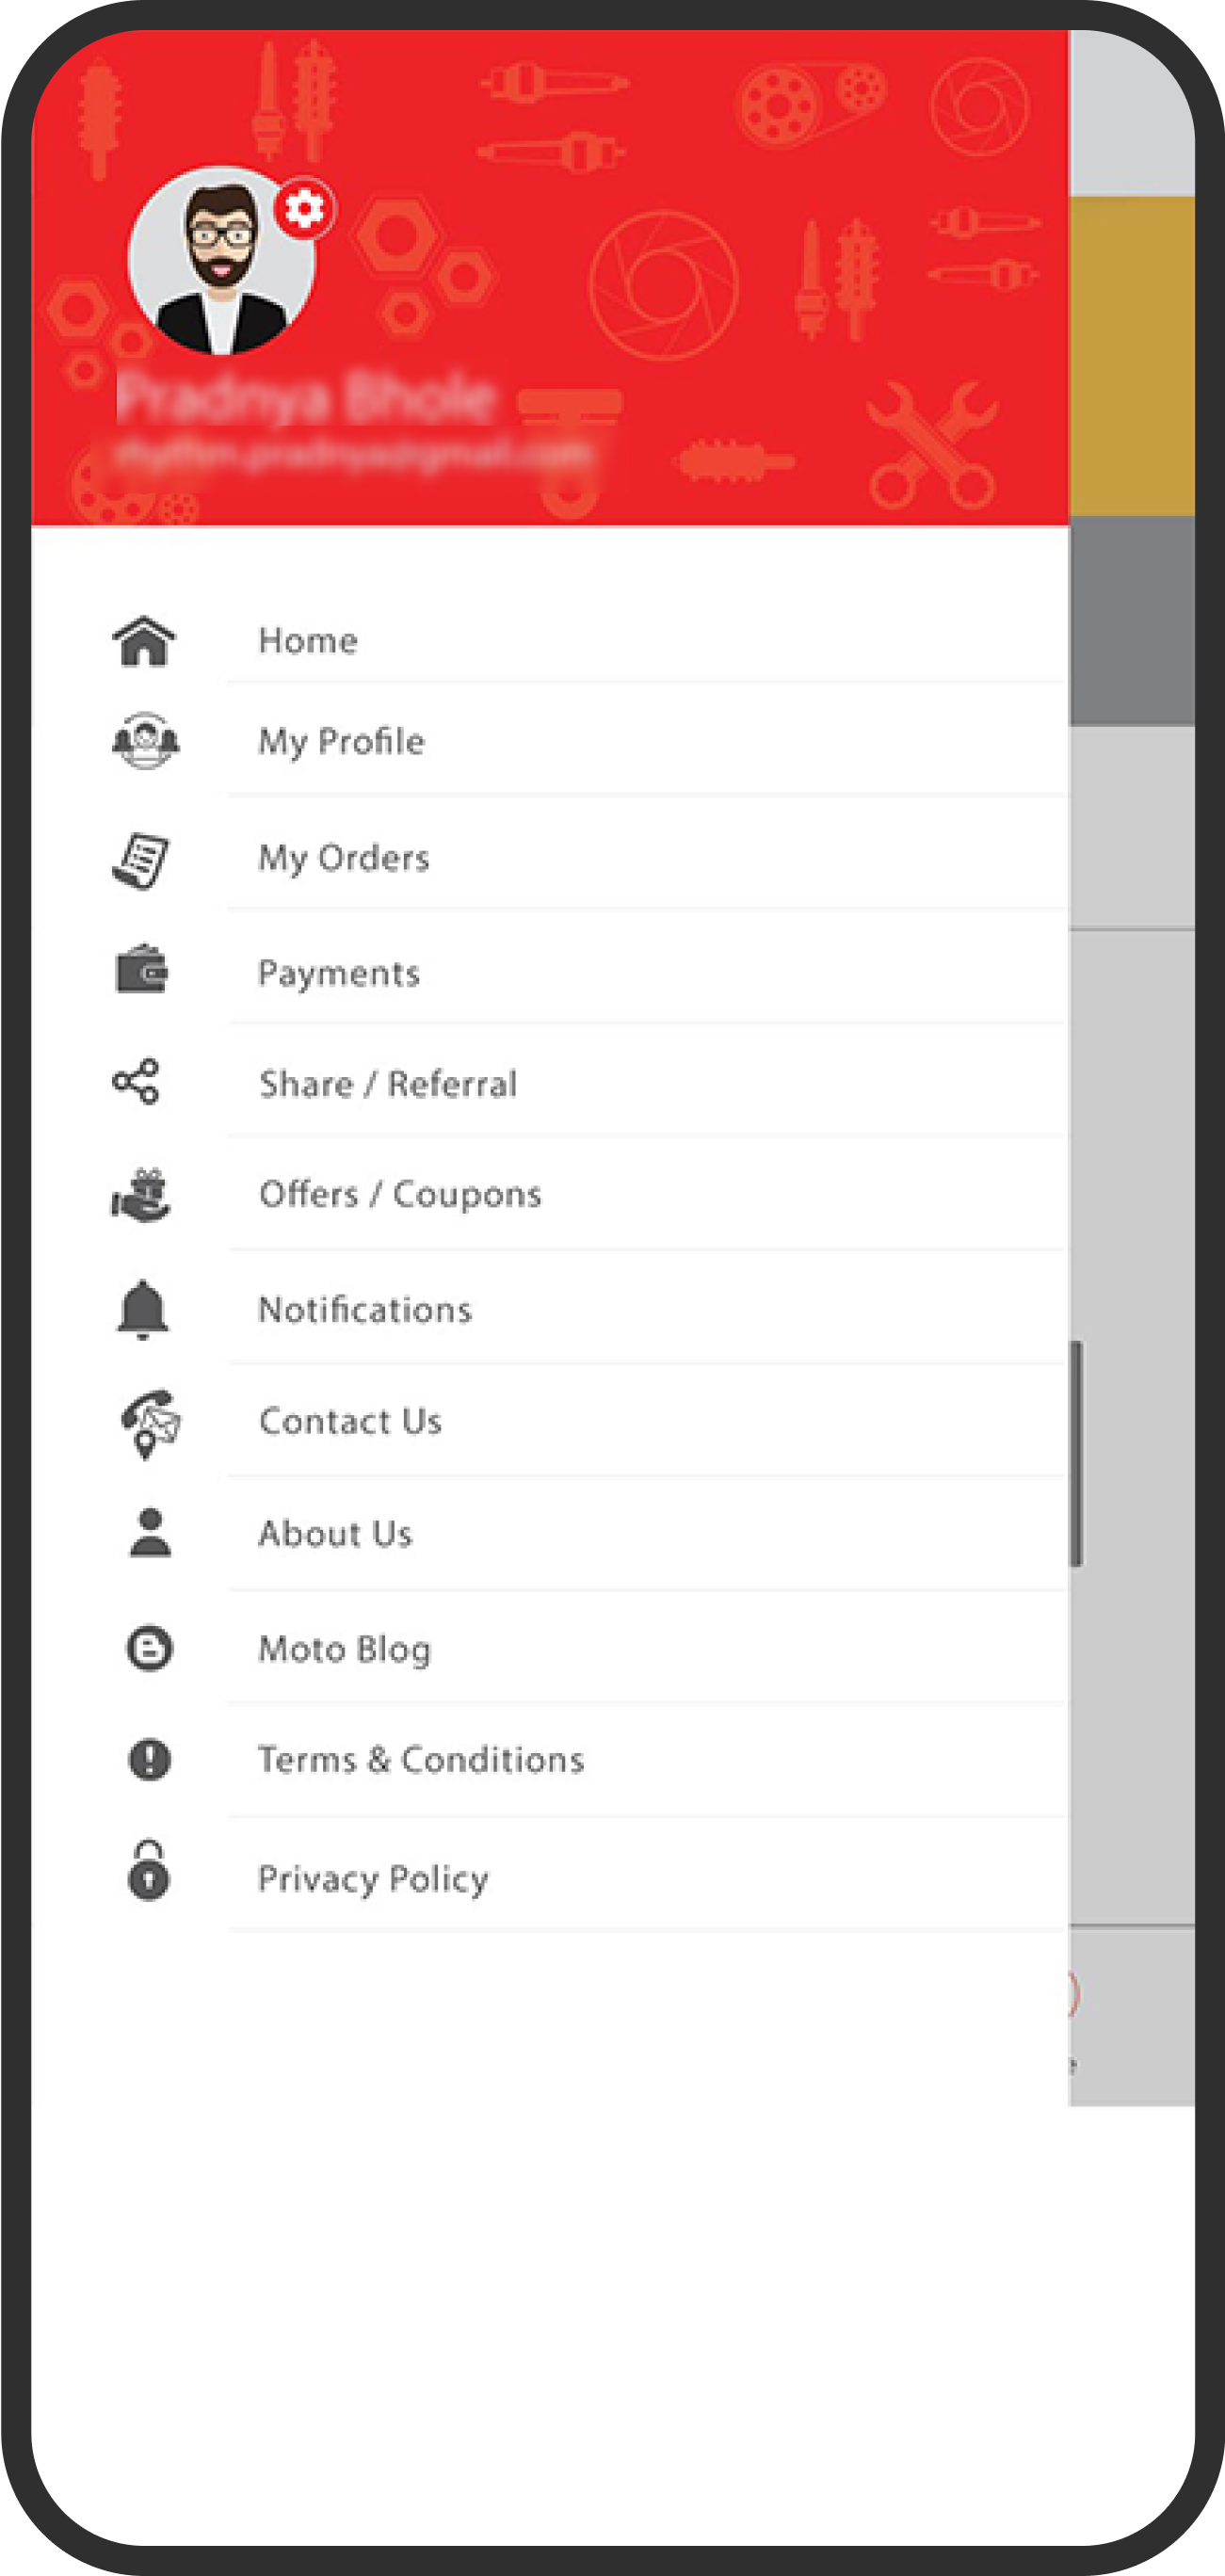 Home
My Profile
My Orders
Payments
Share / Referral
Offers / Coupons
Notifications
Contact Us
About Us
Moto Blog
Terms & Conditions
Privacy Policy